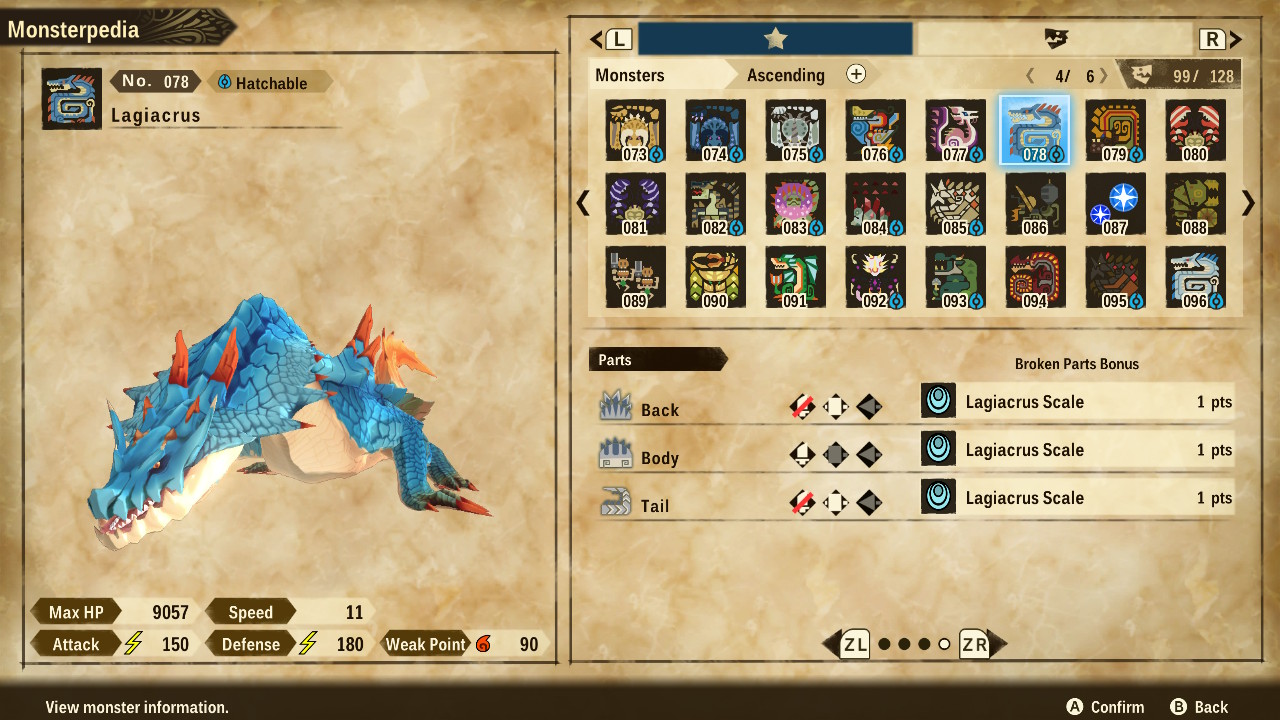 Monsterpedia
No. 078
Hatchable
Lagiacrus
Max HP 9057
Speed 11
Attack 150
Defense 180
Weak Point 90
L
R
Monsters
Ascending
4/ 6
99/ 128
073 074 075 076 077 078 079 080
081 082 083 084 085 086 087 088
089 090 091 092 093 094 095 096
Parts
Broken Parts Bonus
Back
Lagiacrus Scale 1 pts
Body
Lagiacrus Scale 1 pts
Tail
Lagiacrus Scale 1 pts
ZL ZR
View monster information.
A Confirm B Back